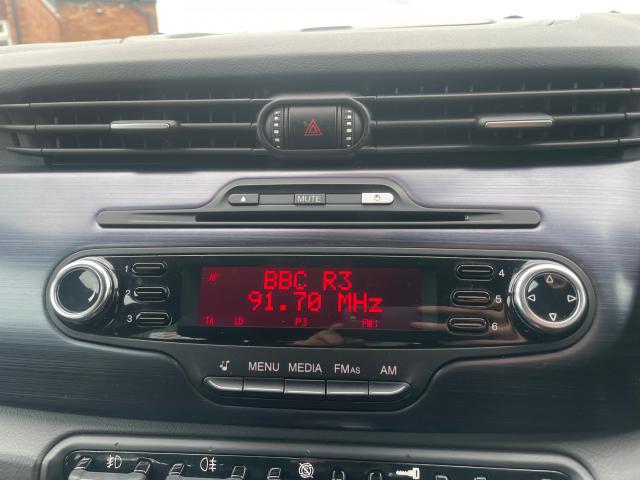 MUTE
AF
BBC R3
91.70 MHz
TA LO - P3 FM1
1
2
3
4
5
6
MENU MEDIA FMAS AM